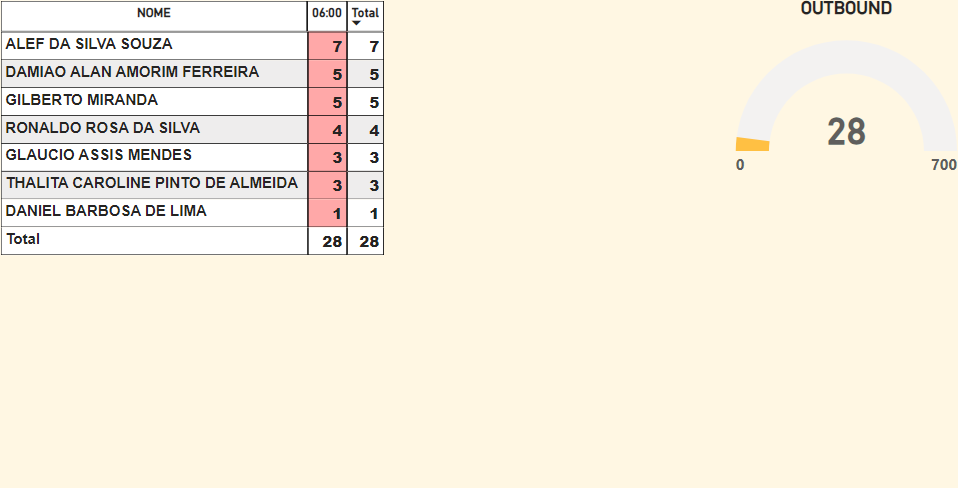 NOME 06:00 Total
ALEF DA SILVA SOUZA 7 7
DAMIAO ALAN AMORIM FERREIRA 5 5
GILBERTO MIRANDA 5 5
RONALDO ROSA DA SILVA 4 4
GLAUCIO ASSIS MENDES 3 3
THALITA CAROLINE PINTO DE ALMEIDA 3 3
DANIEL BARBOSA DE LIMA 1 1
Total 28 28
OUTBOUND
28
0 700